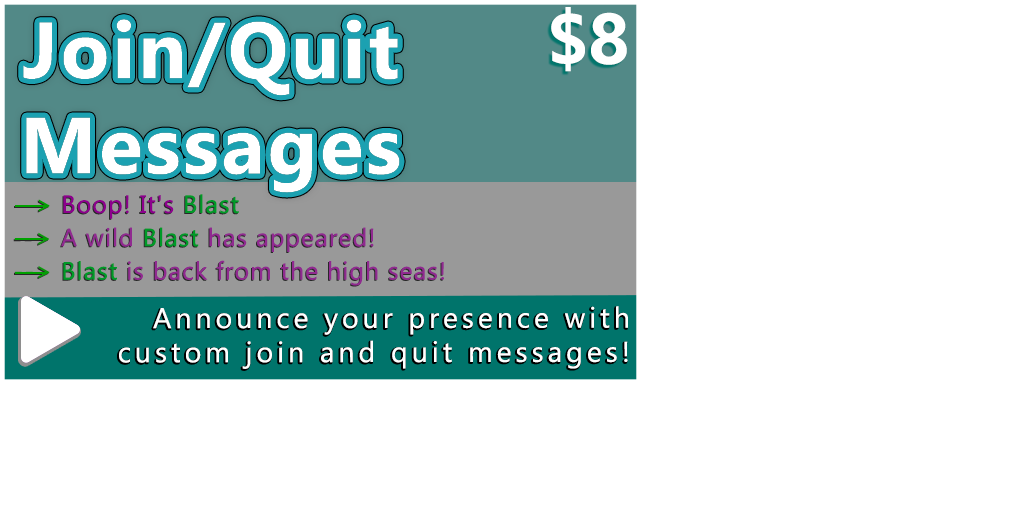 Join/Quit
$8
Messages
→ Boop! It's Blast
→ A wild Blast has appeared!
→ Blast is back from the high seas!
Announce your presence with
custom join and quit messages!